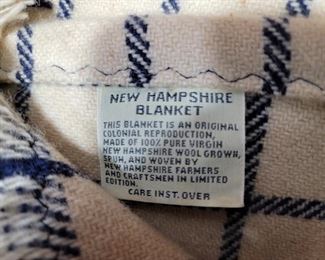 NEW HAMPSHIRE
BLANKET
THIS BLANKET IS AN ORIGINAL
COLONIAL REPRODUCTION,
MADE OF 100% PURE VIRGIN
NEW HAMPSHIRE WOOL GROWN,
SPUN, AND WOVEN BY
NEW HAMPSHIRE FARMERS
AND CRAFTSMEN IN LIMITED
EDITION.
CARE INST. OVER